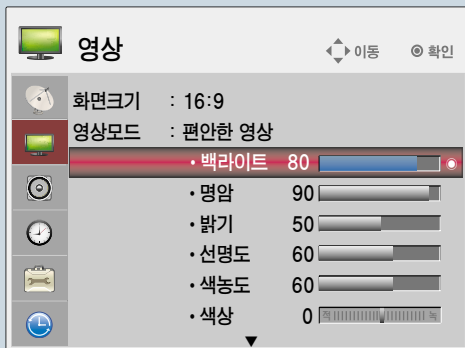 영상
이동 확인
화면크기 : 16:9
영상모드 : 편안한 영상
• 백라이트 80
• 명암 90
• 밝기 50
• 선명도 60
• 색농도 60
• 색상 0 적 녹